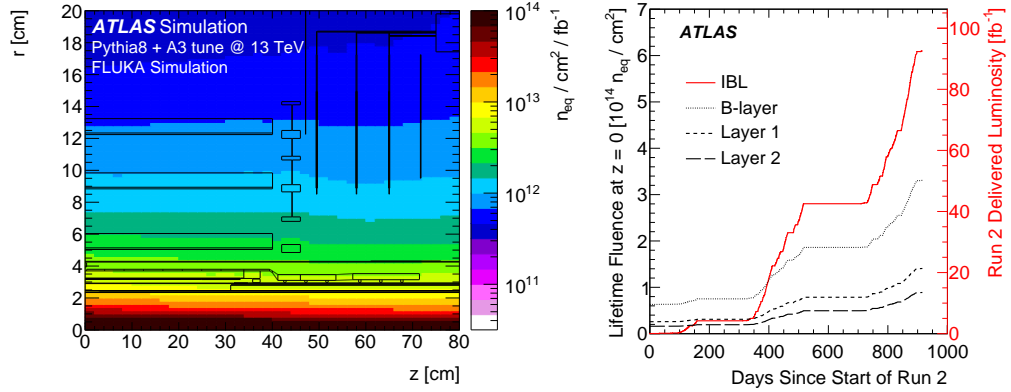 ATLAS Simulation
Pythia8 + A3 tune @ 13 TeV
FLUKA Simulation
r [cm]
20
18
16
14
12
10
8
6
4
2
0
0 10 20 30 40 50 60 70 80
z [cm]
10^14
10^13
10^12
10^11
n_eq / cm^2 / fb^-1
ATLAS
IBL
B-layer
Layer 1
Layer 2
Lifetime Fluence at z = 0 [10^14 n_eq / cm^2]
7
6
5
4
3
2
1
0
0 200 400 600 800 1000
Days Since Start of Run 2
100
80
60
40
20
0
Run 2 Delivered Luminosity [fb^-1]